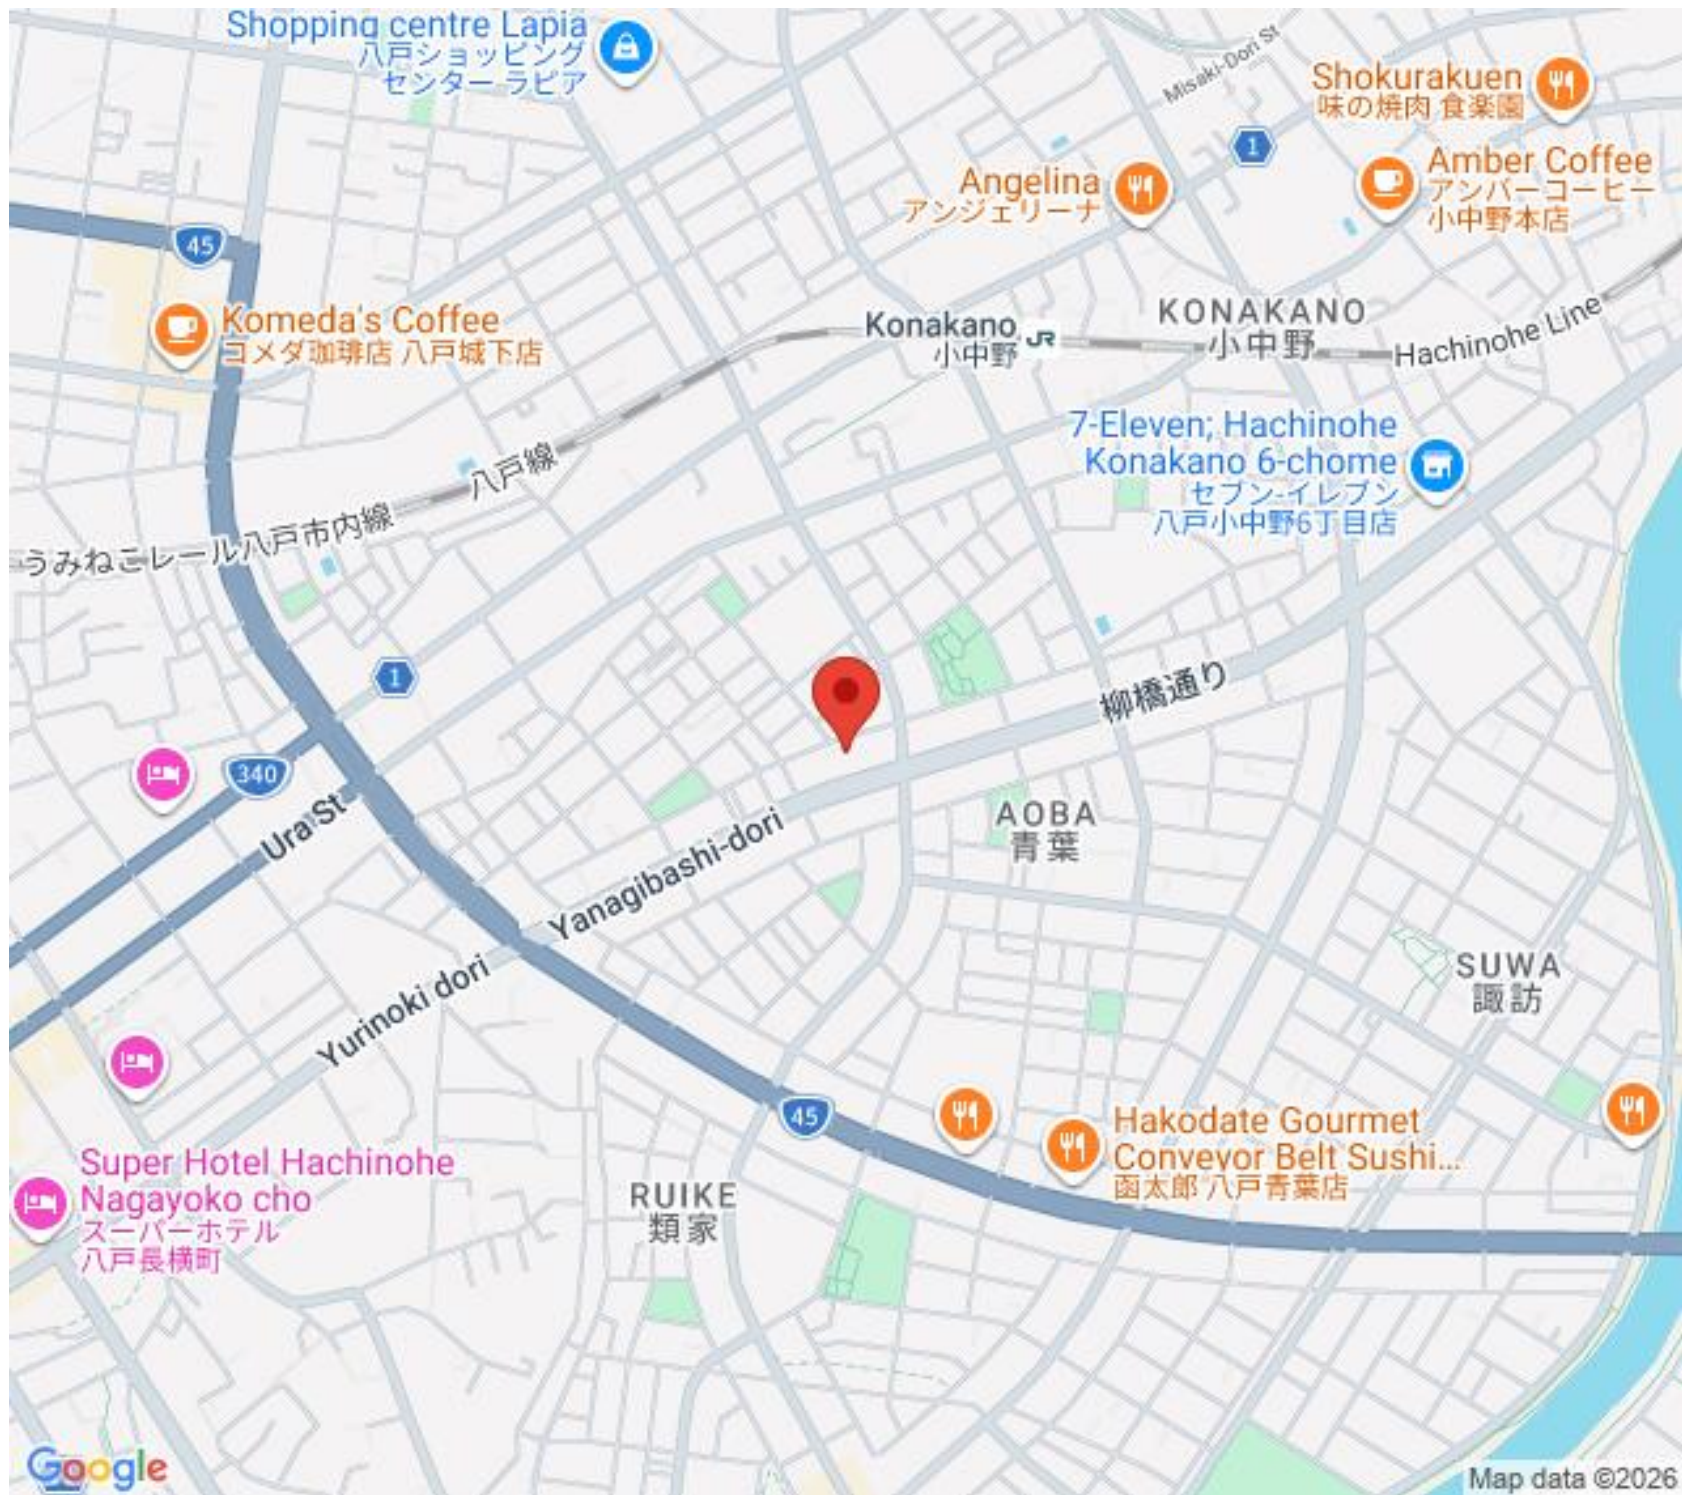 Shopping centre Lapia
八戸ショッピング
センター ラピア
Misaki-Dori St
Shokurakuen
味の焼肉 食楽園
1
Angelina
アンジェリーナ
Amber Coffee
アンバーコーヒー
小中野本店
45
Komeda's Coffee
コメダ珈琲店 八戸城下店
Konakano
小中野
JR
KONAKANO
小中野
Hachinohe Line
7-Eleven; Hachinohe
Konakano 6-chome
セブン-イレブン
八戸小中野6丁目店
八戸線
うみねこレール八戸市内線
1
柳橋通り
340
Ura St
AOBA
青葉
Yanagibashi-dori
Yurinoki dori
SUWA
諏訪
45
Hakodate Gourmet
Conveyor Belt Sushi...
函太郎 八戸青葉店
Super Hotel Hachinohe
Nagayoko cho
スーパーホテル
八戸長横町
RUIKE
類家
Google
Map data ©2026